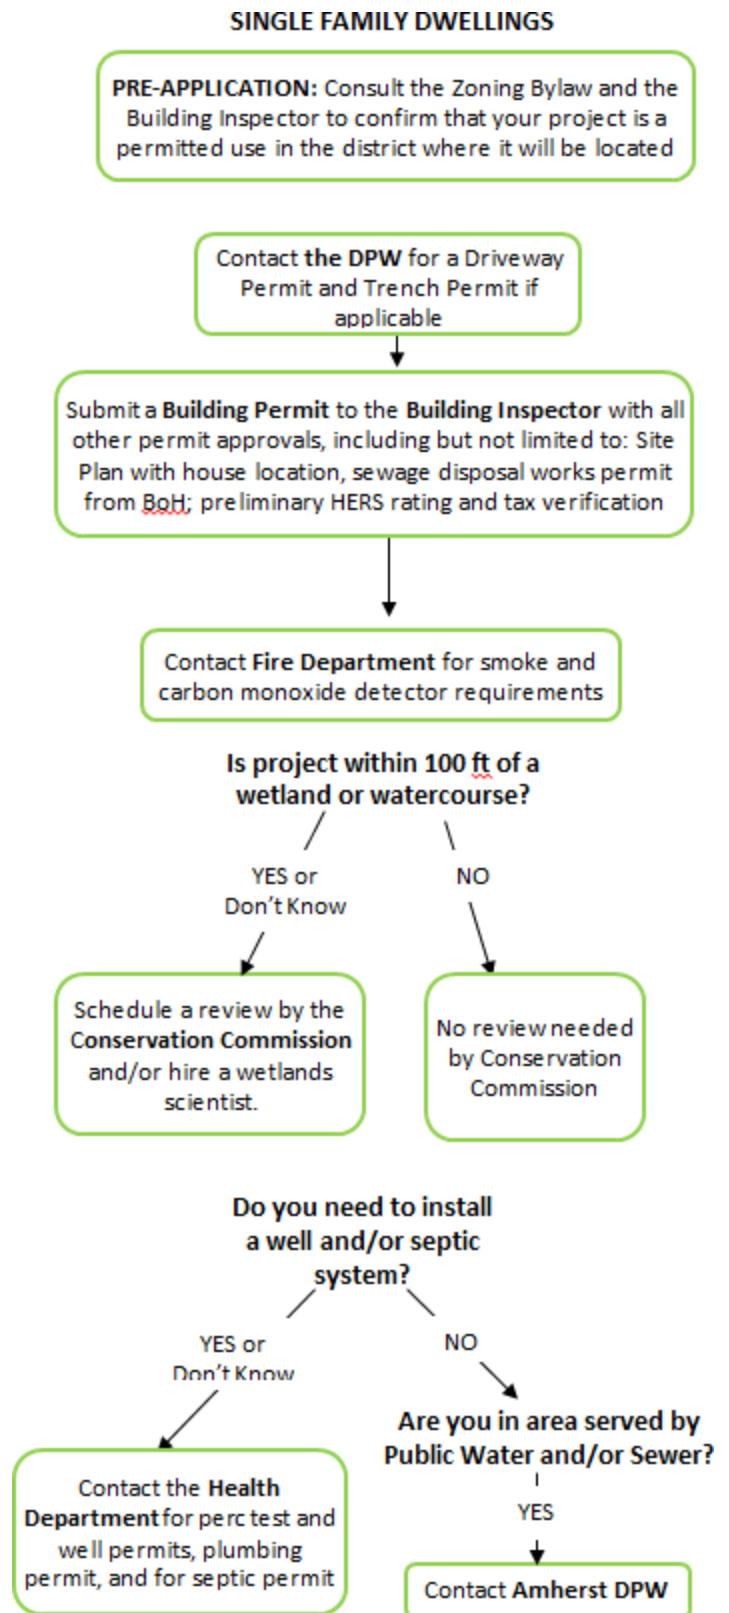 SINGLE FAMILY DWELLINGS
PRE-APPLICATION: Consult the Zoning Bylaw and the
Building Inspector to confirm that your project is a
permitted use in the district where it will be located
Contact the DPW for a Driveway
Permit and Trench Permit if
applicable
Submit a Building Permit to the Building Inspector with all
other permit approvals, including but not limited to: Site
Plan with house location, sewage disposal works permit
from BoH; preliminary HERS rating and tax verification
Contact Fire Department for smoke and
carbon monoxide detector requirements
Is project within 100 ft of a
wetland or watercourse?
YES or
Don't Know
NO
Schedule a review by the
Conservation Commission
and/or hire a wetlands
scientist.
No review needed
by Conservation
Commission
Do you need to install
a well and/or septic
system?
YES or
Don't Know
NO
Are you in area served by
Public Water and/or Sewer?
YES
Contact the Health
Department for perc test and
well permits, plumbing
permit, and for septic permit
Contact Amherst DPW